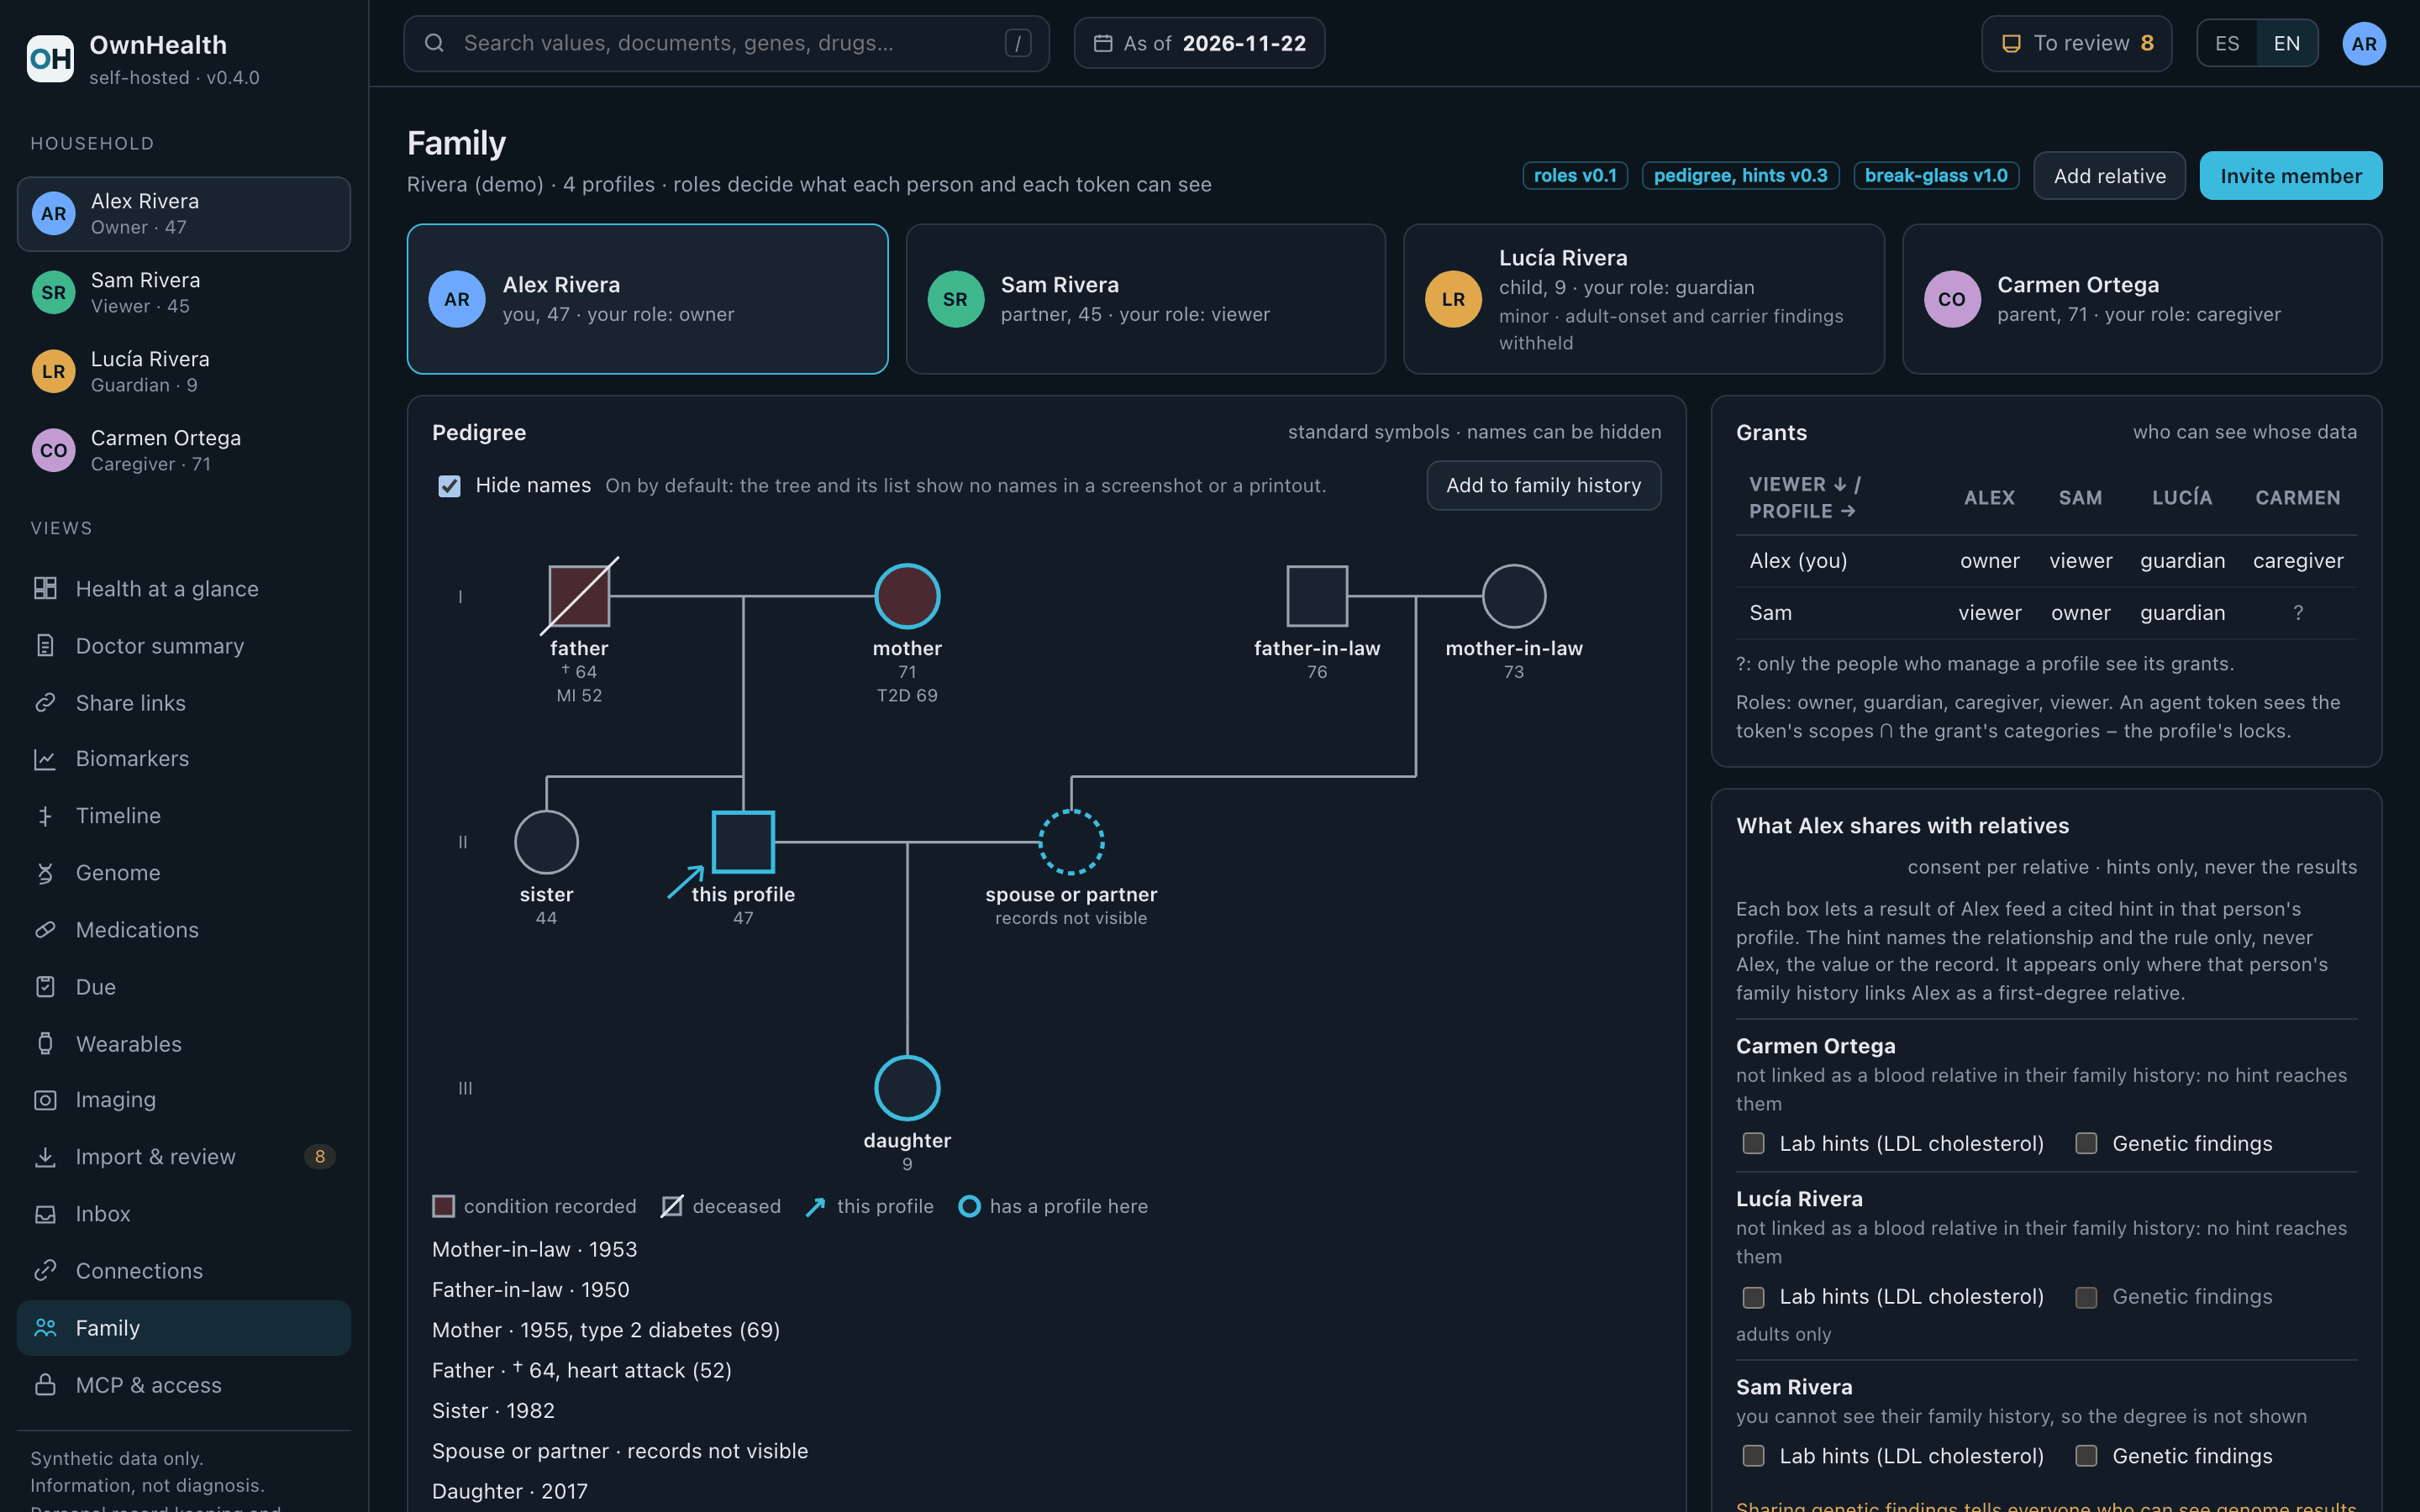 OH
OwnHealth
self-hosted · v0.4.0
Search values, documents, genes, drugs...
/
As of 2026-11-22
To review 8
ES
EN
AR
HOUSEHOLD
AR
Alex Rivera
Owner · 47
SR
Sam Rivera
Viewer · 45
LR
Lucía Rivera
Guardian · 9
CO
Carmen Ortega
Caregiver · 71
VIEWS
Health at a glance
Doctor summary
Share links
Biomarkers
Timeline
Genome
Medications
Due
Wearables
Imaging
Import & review 8
Inbox
Connections
Family
MCP & access
Synthetic data only.
Information, not diagnosis.
Personal record keeping and
Family
Rivera (demo) · 4 profiles · roles decide what each person and each token can see
roles v0.1
pedigree, hints v0.3
break-glass v1.0
Add relative
Invite member
AR
Alex Rivera
you, 47 · your role: owner
SR
Sam Rivera
partner, 45 · your role: viewer
LR
Lucía Rivera
child, 9 · your role: guardian
minor · adult-onset and carrier findings
withheld
CO
Carmen Ortega
parent, 71 · your role: caregiver
Pedigree
standard symbols · names can be hidden
Hide names On by default: the tree and its list show no names in a screenshot or a printout.
Add to family history
I
father
† 64
MI 52
mother
71
T2D 69
father-in-law
76
mother-in-law
73
II
sister
44
this profile
47
spouse or partner
records not visible
III
daughter
9
condition recorded
deceased
this profile
has a profile here
Mother-in-law · 1953
Father-in-law · 1950
Mother · 1955, type 2 diabetes (69)
Father · † 64, heart attack (52)
Sister · 1982
Spouse or partner · records not visible
Daughter · 2017
Grants
who can see whose data
VIEWER ↓ /
PROFILE →
ALEX SAM LUCÍA CARMEN
Alex (you) owner viewer guardian caregiver
Sam viewer owner guardian ?
?: only the people who manage a profile see its grants.
Roles: owner, guardian, caregiver, viewer. An agent token sees the
token's scopes ∩ the grant's categories – the profile's locks.
What Alex shares with relatives
consent per relative · hints only, never the results
Each box lets a result of Alex feed a cited hint in that person's
profile. The hint names the relationship and the rule only, never
Alex, the value or the record. It appears only where that person's
family history links Alex as a first-degree relative.
Carmen Ortega
not linked as a blood relative in their family history: no hint reaches
them
Lab hints (LDL cholesterol)
Genetic findings
Lucía Rivera
not linked as a blood relative in their family history: no hint reaches
them
Lab hints (LDL cholesterol)
Genetic findings
adults only
Sam Rivera
you cannot see their family history, so the degree is not shown
Lab hints (LDL cholesterol)
Genetic findings
Sharing genetic findings tells everyone who can see genome results